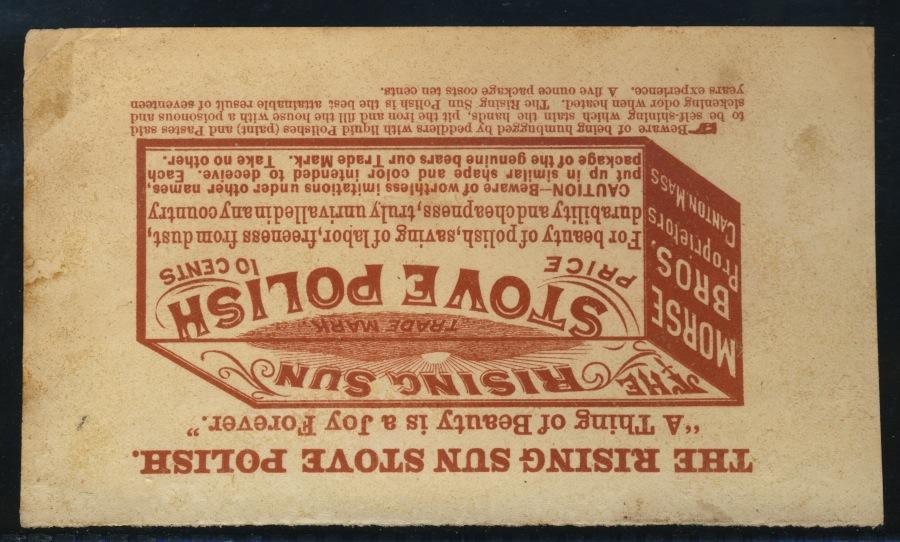 THE RISING SUN STOVE POLISH.
“A Thing of Beauty is a Joy Forever.”
THE RISING SUN
TRADE MARK.
STOVE POLISH
PRICE 10 CENTS
For beauty of polish, saving of labor, freeness from dust,
durability and cheapness, truly unrivalled in any country
CAUTION—Beware of worthless imitations under other names,
put up in similar shape and color intended to deceive. Each
package of the genuine bears our Trade Mark. Take no other.
MORSE
BROS,
Proprietors
CANTON, MASS
☞Beware of being humbugged by peddlers with liquid Polishes (paint) and Pastes said
to be self-shining which stain the hands, pit the iron and fill the house with a poisonous and
sickening odor when heated. The Rising Sun Polish is the best attainable result of seventeen
years experience. A five ounce package costs ten cents.